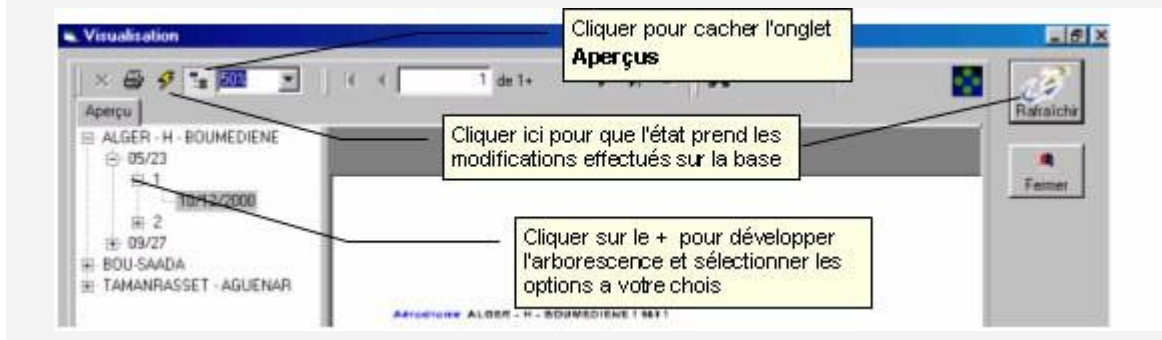 Visualisation
Cliquer pour cacher l'onglet
Aperçus
50%
1 de 1+
Rafraîchir
Aperçu
ALGER - H - BOUMEDIENE
05/23
1
10/12/2000
2
09/27
BOU-SAADA
TAMANRASSET - AGUENAR
Cliquer ici pour que l'état prend les
modifications effectués sur la base
Fermer
Cliquer sur le + pour développer
l'arborescence et sélectionner les
options a votre chois
Aérodrome ALGER - H - BOUMEDIENE